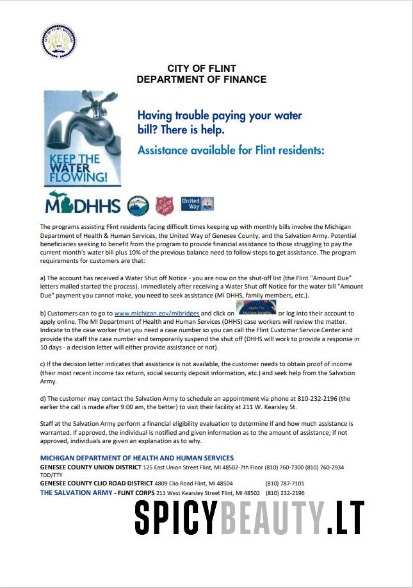 CITY OF FLINT
DEPARTMENT OF FINANCE
Having trouble paying your water
bill? There is help.
Assistance available for Flint residents:
KEEP THE
WATER
FLOWING!
MDHHS
United
Way
The programs assisting Flint residents facing difficult times keeping up with monthly bills involve the Michigan
Department of Health & Human Services, the United Way of Genesee County, and the Salvation Army. Potential
beneficiaries seeking to benefit from the program to provide financial assistance to those struggling to pay the
current month's water bill plus 10% of the previous balance need to follow steps to get assistance. The program
requirements for customers are that:
a) The account has received a Water Shut off Notice - you are now on the shut-off list (the Flint "Amount Due"
letters mailed started the process). Immediately after receiving a Water Shut off Notice for the water bill "Amount
Due" payment you cannot make, you need to seek assistance (MI DHHS, family members, etc.).
b) Customers can to go to www.michigan.gov/mibridges and click on or log into their account to
apply online. The MI Department of Health and Human Services (DHHS) case workers will review the matter.
Indicate to the case worker that you need a case number so you can call the Flint Customer Service Center and
provide the staff the case number and temporarily suspend the shut off (DHHS will work to provide a response in
10 days - a decision letter will either provide assistance or not).
c) If the decision letter indicates that assistance is not available, the customer needs to obtain proof of income
(their most recent income tax return, social security deposit information, etc.) and seek help from the Salvation
Army.
d) The customer may contact the Salvation Army to schedule an appointment via phone at 810-232-2196 (the
earlier the call is made after 9:00 am, the better) to visit their facility at 211 W. Kearsley St.
Staff at the Salvation Army perform a financial eligibility evaluation to determine if and how much assistance is
warranted. If approved, the individual is notified and given information as to the amount of assistance; if not
approved, individuals are given an explanation as to why.
MICHIGAN DEPARTMENT OF HEALTH AND HUMAN SERVICES
GENESEE COUNTY UNION DISTRICT 125 East Union Street Flint, MI 48502-7th Floor (810) 760-7300 (810) 760-2934
TDD/TTY
GENESEE COUNTY CLIO ROAD DISTRICT 4809 Clio Road Flint, MI 48504 (810) 787-7101
THE SALVATION ARMY - FLINT CORPS 211 West Kearsley Street Flint, MI 48502 (810) 232-2196
SPICYBEAUTY.LT